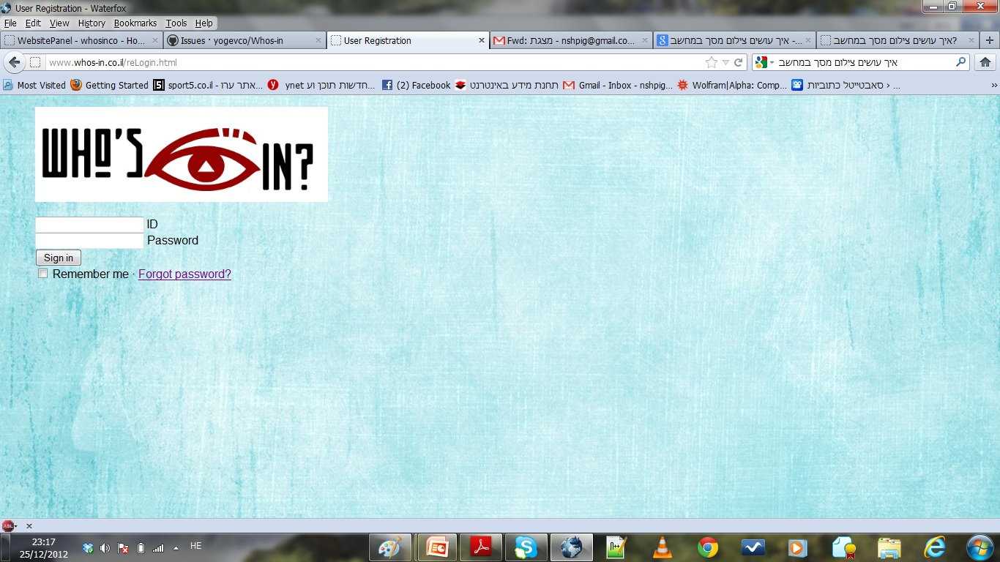 User Registration - Waterfox
File Edit View History Bookmarks Tools Help
WebsitePanel - whosinco - Ho...
Issues · yogevco/Whos-in
User Registration
Fwd: מצגת - nshpig@gmail.co...
איך עושים צילום מסך במחשב - ...
איך עושים צילום מסך במחשב?
www.whos-in.co.il/reLogin.html
איך עושים צילום מסך במחשב
Most Visited
Getting Started
sport5.co.il - אתר ערו...
ynet חדשות תוכן וע...
(2) Facebook
תחנת מידע באינטרנט
Gmail - Inbox - nshpig...
Wolfram|Alpha: Comp...
סאבטייטל כתוביות › ...
WHO'S IN?
ID
Password
Sign in
Remember me · Forgot password?
ABL
23:17
25/12/2012
HE